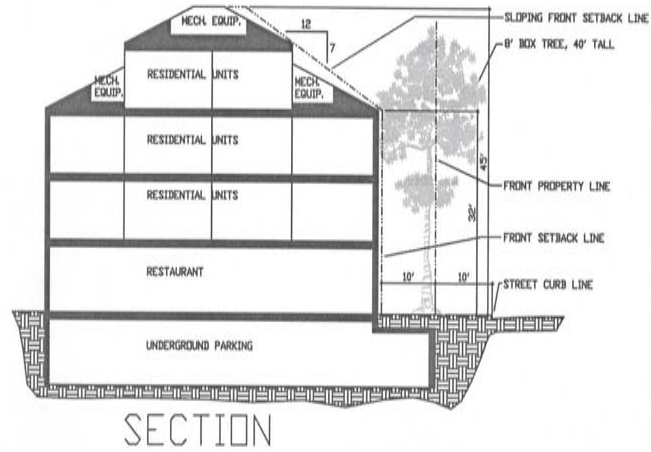 MECH. EQUIP.
12
7
SLOPING FRONT SETBACK LINE
8' BOX TREE, 40' TALL
RESIDENTIAL UNITS
MECH.
EQUIP.
MECH.
EQUIP.
RESIDENTIAL UNITS
45'
RESIDENTIAL UNITS
FRONT PROPERTY LINE
32'
FRONT SETBACK LINE
RESTAURANT
10'
10'
STREET CURB LINE
UNDERGROUND PARKING
SECTION